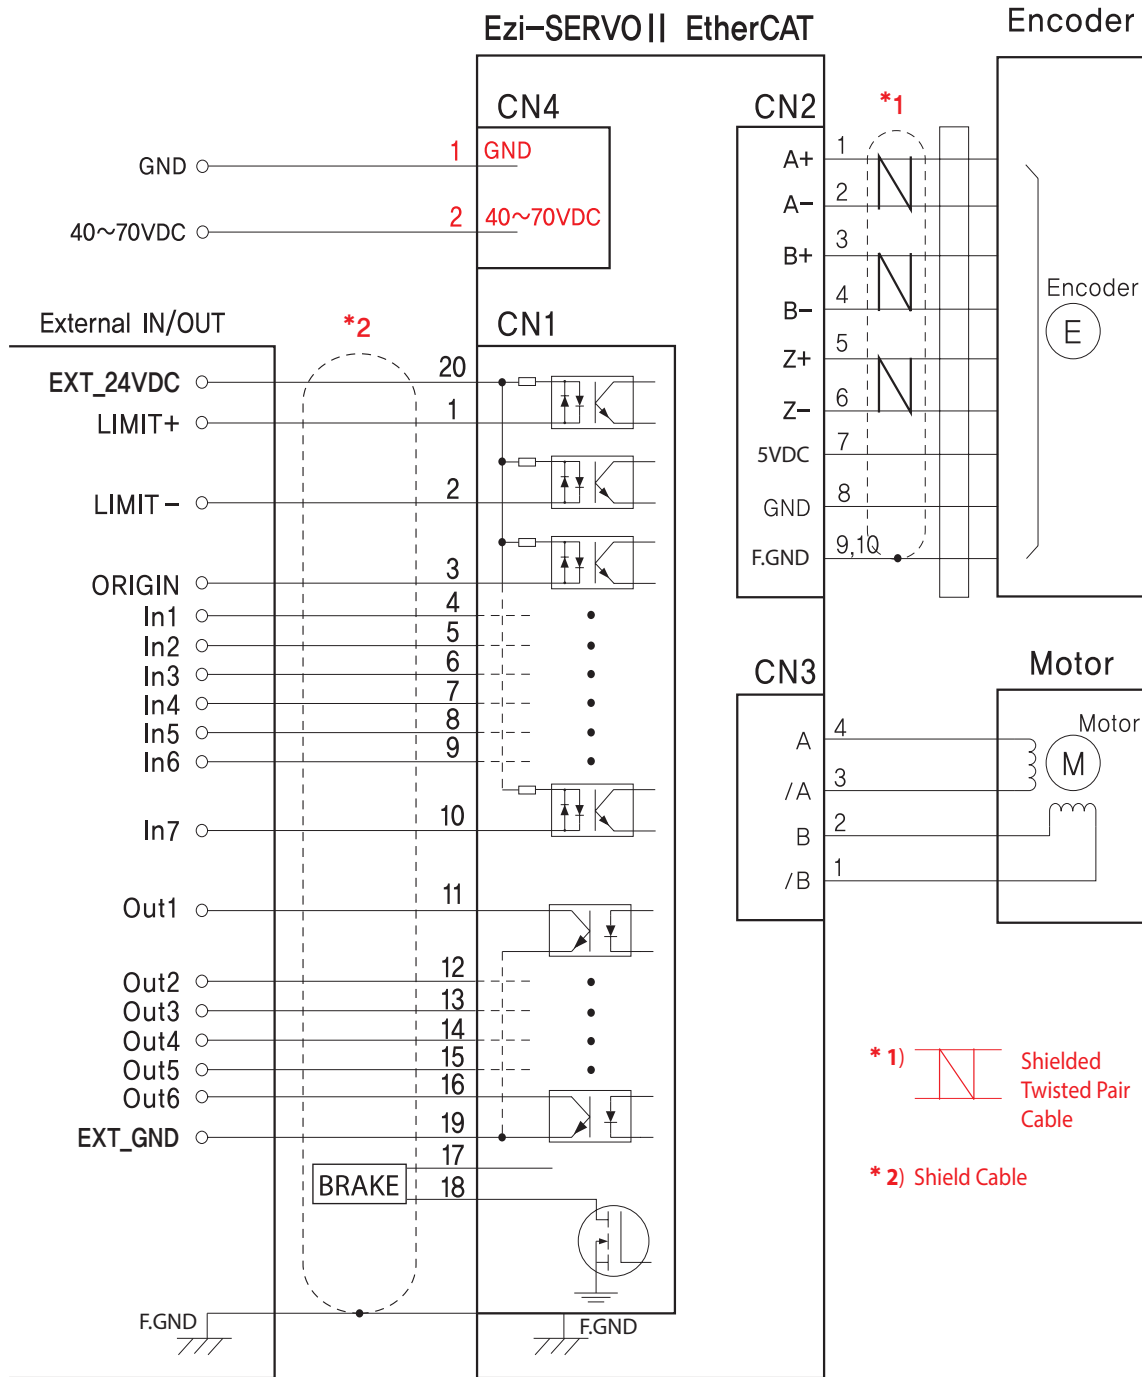 Ezi-SERVOII EtherCAT
Encoder
CN4
1 GND
GND
2 40~70VDC
40~70VDC
CN2
*1
A+ 1
A- 2
B+ 3
B- 4
Z+ 5
Z- 6
5VDC 7
GND 8
F.GND 9,10
Encoder
E
External IN/OUT
*2
CN1
EXT_24VDC 20
LIMIT+ 1
LIMIT- 2
ORIGIN 3
In1 4
In2 5
In3 6
In4 7
In5 8
In6 9
In7 10
Out1 11
Out2 12
Out3 13
Out4 14
Out5 15
Out6 16
EXT_GND 19
17
BRAKE 18
F.GND
F.GND
CN3
Motor
A 4
/A 3
B 2
/B 1
Motor
M
* 1) Shielded
Twisted Pair
Cable
* 2) Shield Cable